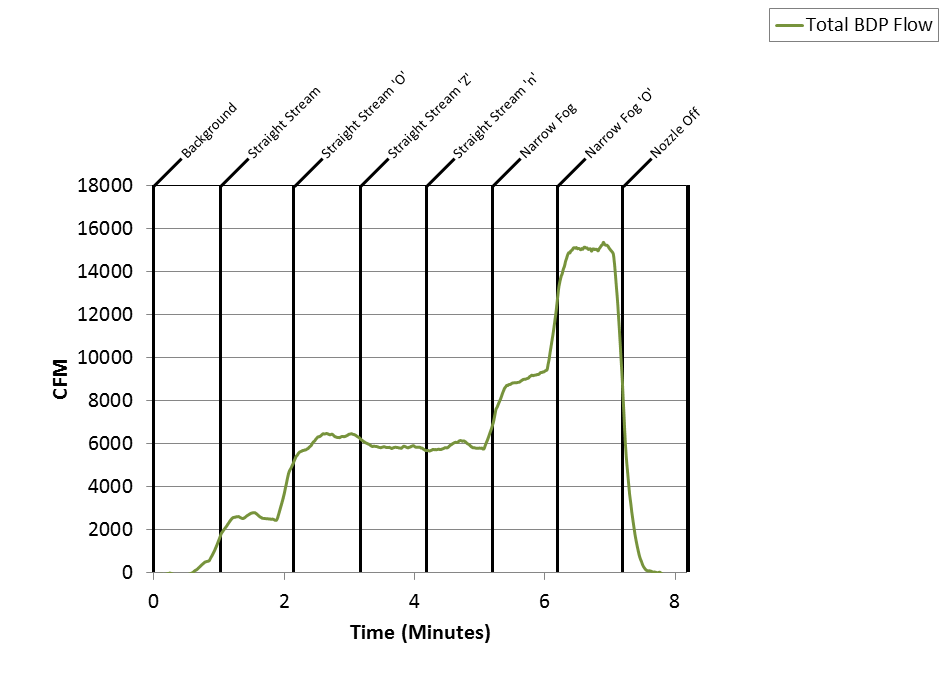 Total BDP Flow
Background
Straight Stream
Straight Stream 'O'
Straight Stream 'Z'
Straight Stream 'n'
Narrow Fog
Narrow Fog 'O'
Nozzle Off
18000
16000
14000
12000
10000
8000
6000
4000
2000
0
CFM
0 2 4 6 8
Time (Minutes)